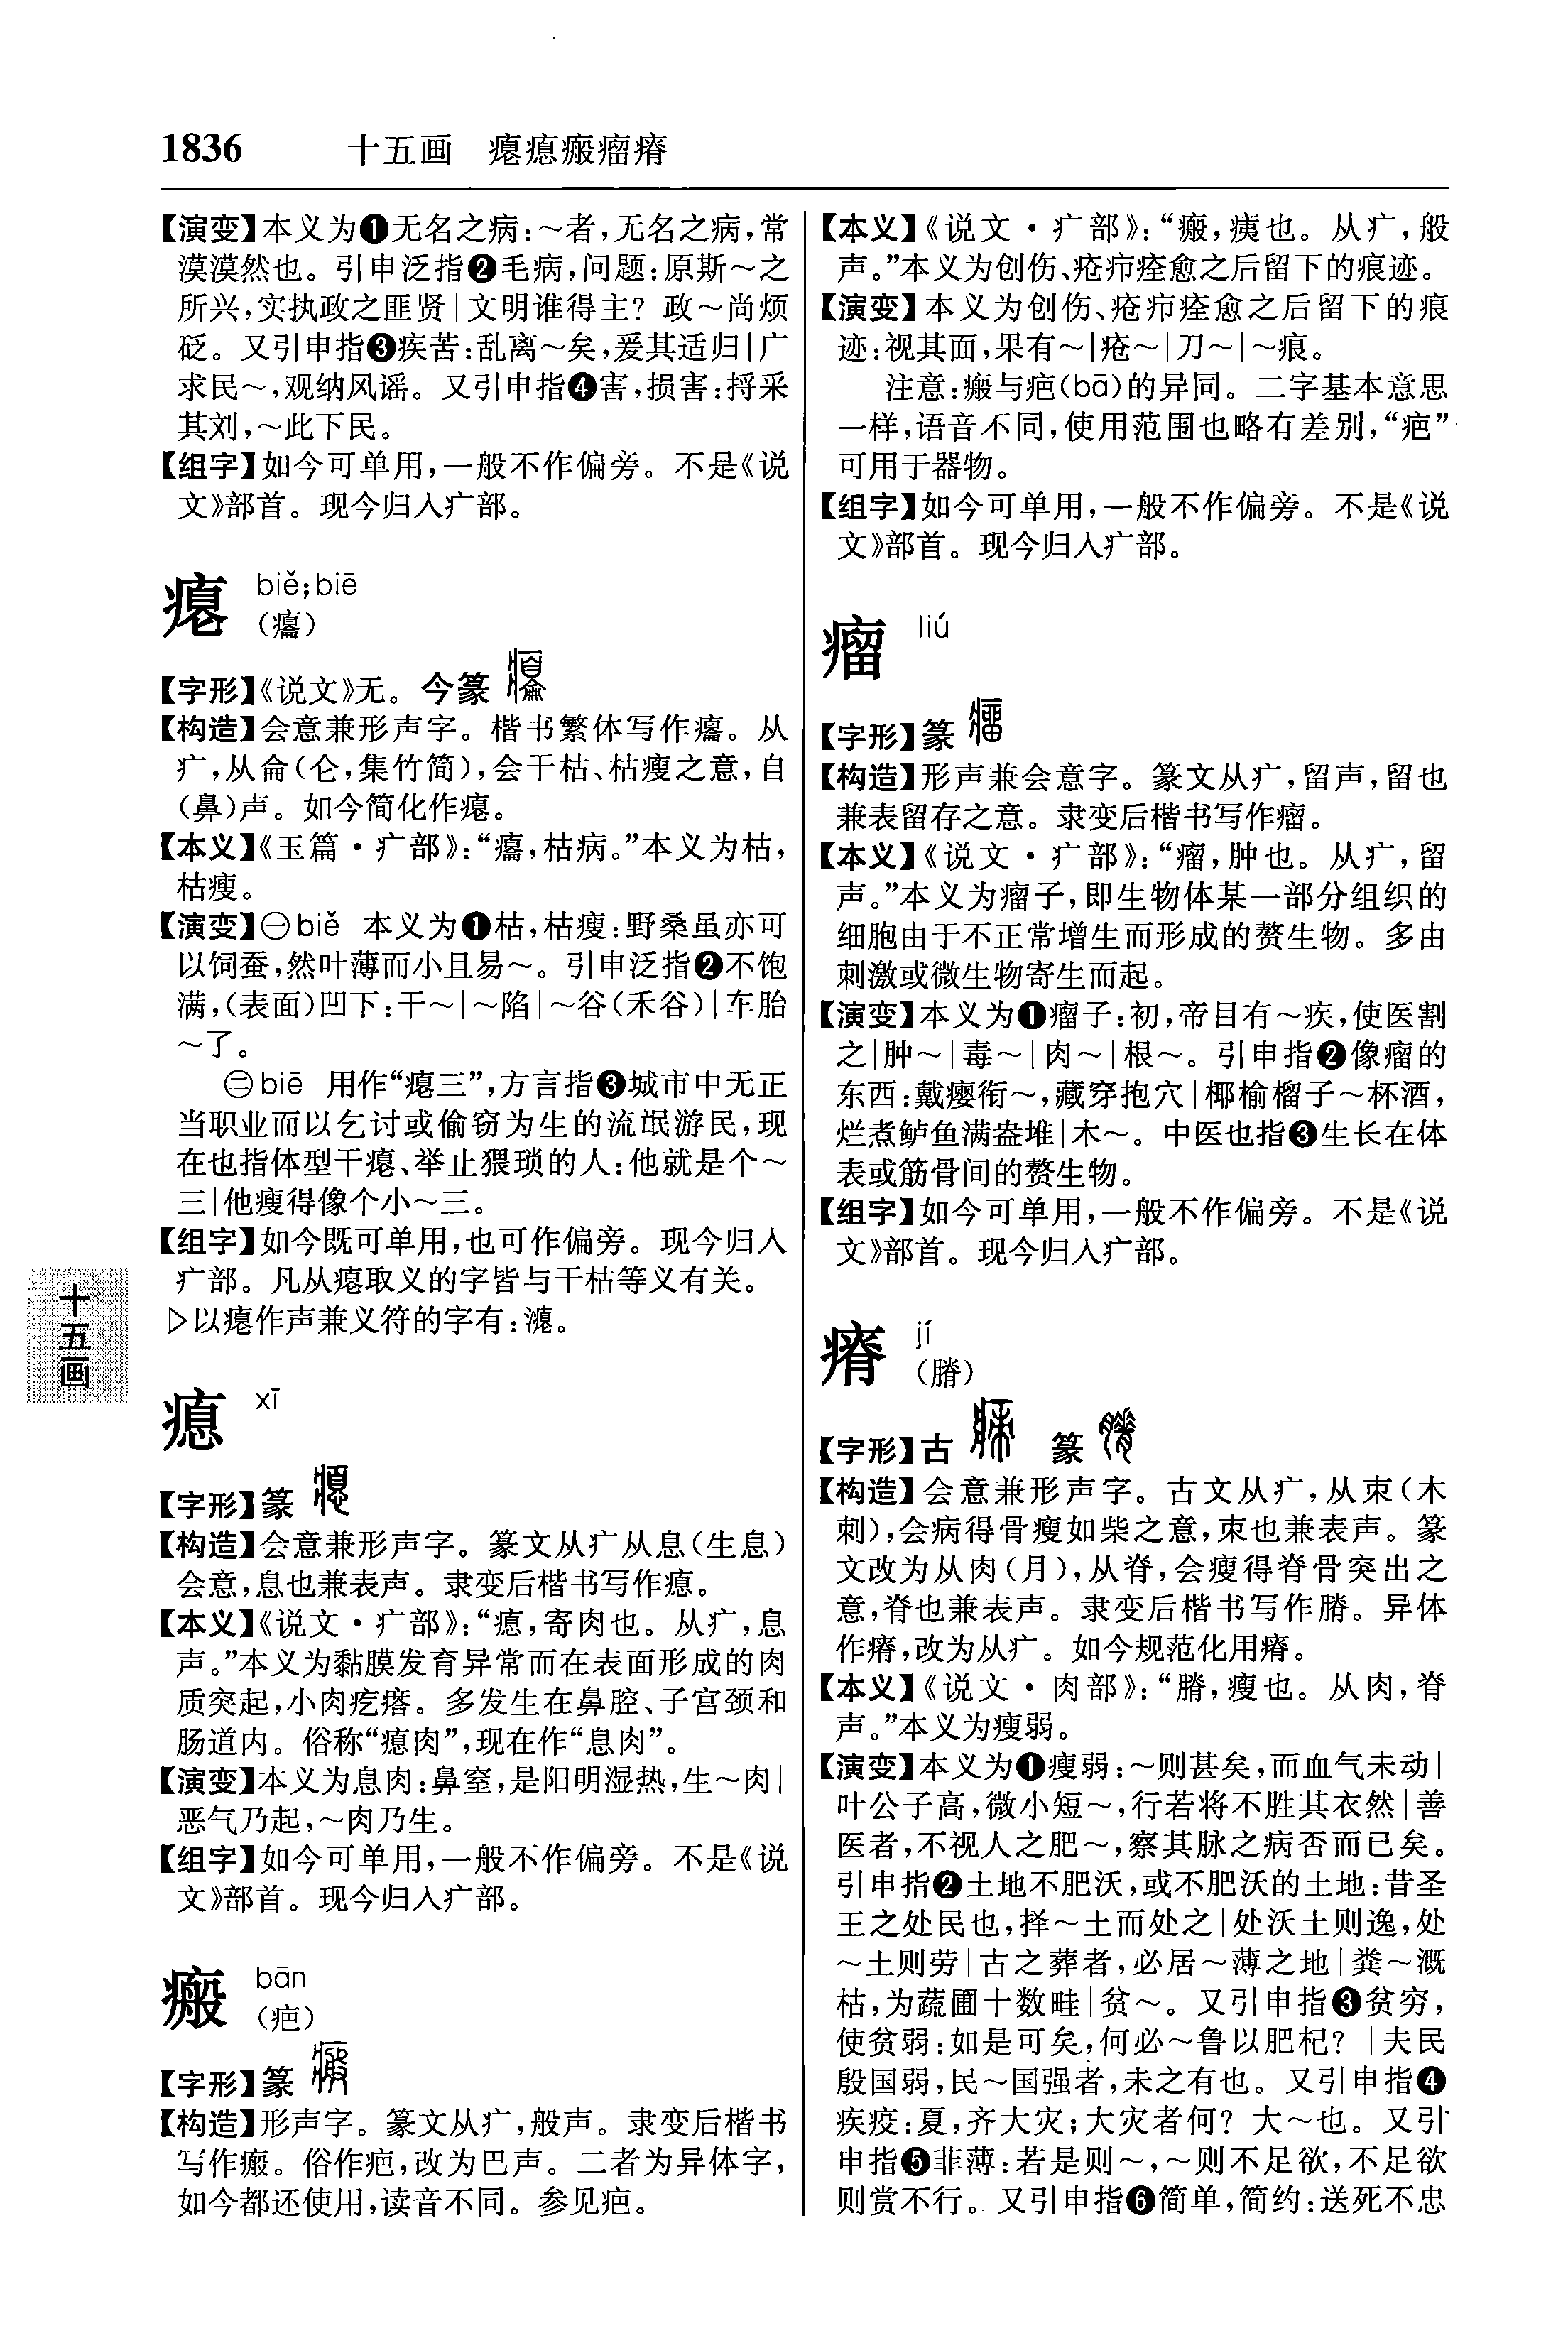 1836 十五画 瘪瘜瘢瘤瘠
【演变】本义为❶无名之病:～者,无名之病,常
漠漠然也。引申泛指❷毛病,问题:原斯～之
所兴,实执政之匪贤|文明谁得主?政～尚烦
砭。又引申指❸疾苦:乱离～矣,爰其适归|广
求民～,观纳风谣。又引申指❹害,损害:捋采
其刘,～此下民。
【组字】如今可单用,一般不作偏旁。不是《说
文》部首。现今归入疒部。
瘪 biě;biē
(癟)
【字形】《说文》无。今篆
【构造】会意兼形声字。楷书繁体写作癟。从
疒,从侖(仑,集竹简),会干枯、枯瘦之意,自
(鼻)声。如今简化作瘪。
【本义】《玉篇·疒部》:“癟,枯病。”本义为枯,
枯瘦。
【演变】㊀biě 本义为❶枯,枯瘦:野桑虽亦可
以饲蚕,然叶薄而小且易～。引申泛指❷不饱
满,(表面)凹下:干～|～陷|～谷(禾谷)|车胎
～了。
㊁biē 用作“瘪三”,方言指❸城市中无正
当职业而以乞讨或偷窃为生的流氓游民,现
在也指体型干瘪、举止猥琐的人:他就是个～
三|他瘦得像个小～三。
【组字】如今既可单用,也可作偏旁。现今归入
疒部。凡从瘪取义的字皆与干枯等义有关。
▷以瘪作声兼义符的字有:㵗。
瘜 xī
【字形】篆
【构造】会意兼形声字。篆文从疒从息(生息)
会意,息也兼表声。隶变后楷书写作瘜。
【本义】《说文·疒部》:“瘜,寄肉也。从疒,息
声。”本义为黏膜发育异常而在表面形成的肉
质突起,小肉疙瘩。多发生在鼻腔、子宫颈和
肠道内。俗称“瘜肉”,现在作“息肉”。
【演变】本义为息肉:鼻窒,是阳明湿热,生～肉|
恶气乃起,～肉乃生。
【组字】如今可单用,一般不作偏旁。不是《说
文》部首。现今归入疒部。
瘢 bān
(疤)
【字形】篆
【构造】形声字。篆文从疒,般声。隶变后楷书
写作瘢。俗作疤,改为巴声。二者为异体字,
如今都还使用,读音不同。参见疤。
【本义】《说文·疒部》:“瘢,痍也。从疒,般
声。”本义为创伤、疮疖痊愈之后留下的痕迹。
【演变】本义为创伤、疮疖痊愈之后留下的痕
迹:视其面,果有～|疮～|刀～|～痕。
注意:瘢与疤(bā)的异同。二字基本意思
一样,语音不同,使用范围也略有差别,“疤”
可用于器物。
【组字】如今可单用,一般不作偏旁。不是《说
文》部首。现今归入疒部。
瘤 liú
【字形】篆
【构造】形声兼会意字。篆文从疒,留声,留也
兼表留存之意。隶变后楷书写作瘤。
【本义】《说文·疒部》:“瘤,肿也。从疒,留
声。”本义为瘤子,即生物体某一部分组织的
细胞由于不正常增生而形成的赘生物。多由
刺激或微生物寄生而起。
【演变】本义为❶瘤子:初,帝目有～疾,使医割
之|肿～|毒～|肉～|根～。引申指❷像瘤的
东西:戴瘿衔～,藏穿抱穴|椰榆榴子～杯酒,
烂煮鲈鱼满盎堆|木～。中医也指❸生长在体
表或筋骨间的赘生物。
【组字】如今可单用,一般不作偏旁。不是《说
文》部首。现今归入疒部。
瘠 jí
(膌)
【字形】古 篆
【构造】会意兼形声字。古文从疒,从朿(木
刺),会病得骨瘦如柴之意,朿也兼表声。篆
文改为从肉(月),从脊,会瘦得脊骨突出之
意,脊也兼表声。隶变后楷书写作膌。异体
作瘠,改为从疒。如今规范化用瘠。
【本义】《说文·肉部》:“膌,瘦也。从肉,脊
声。”本义为瘦弱。
【演变】本义为❶瘦弱:～则甚矣,而血气未动|
叶公子高,微小短～,行若将不胜其衣然|善
医者,不视人之肥～,察其脉之病否而已矣。
引申指❷土地不肥沃,或不肥沃的土地:昔圣
王之处民也,择～土而处之|处沃土则逸,处
～土则劳|古之葬者,必居～薄之地|粪～溉
枯,为蔬圃十数畦|贫～。又引申指❸贫穷,
使贫弱:如是可矣,何必～鲁以肥杞?|夫民
殷国弱,民～国强者,未之有也。又引申指❹
疾疫:夏,齐大灾;大灾者何?大～也。又引
申指❺菲薄:若是则～,～则不足欲,不足欲
则赏不行。又引申指❻简单,简约:送死不忠
十五画